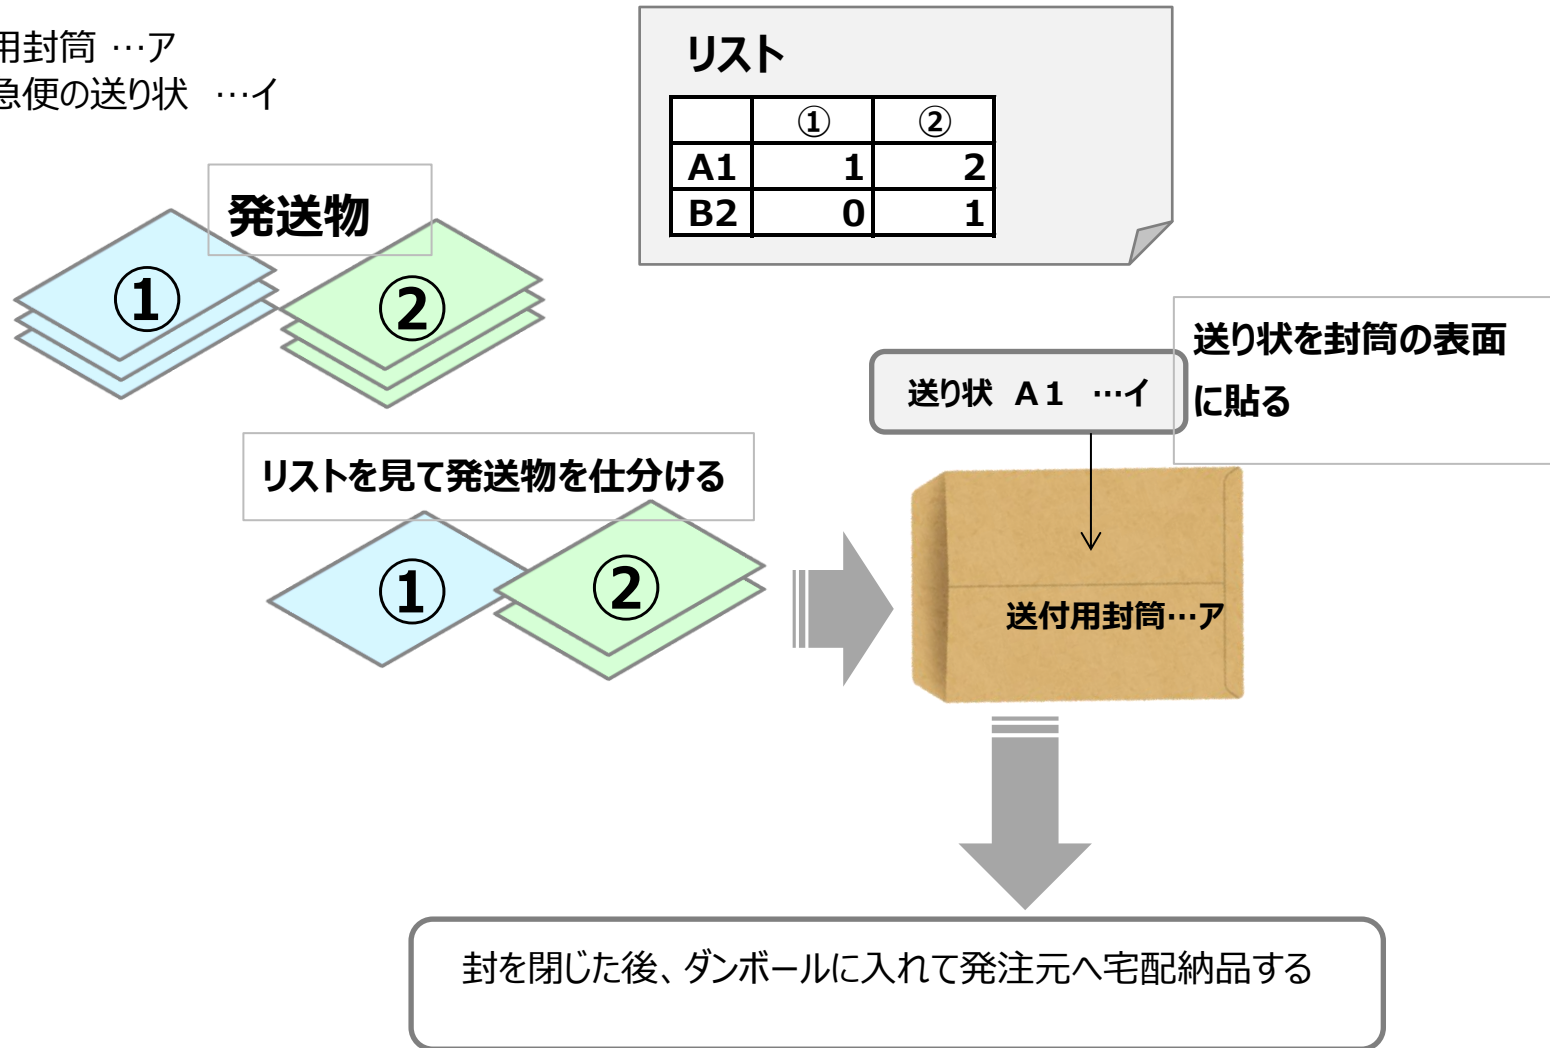 用封筒 …ア
急便の送り状 …イ
リスト
① ②
A1 1 2
B2 0 1
発送物
① ②
送り状を封筒の表面
に貼る
送り状 A1 …イ
リストを見て発送物を仕分ける
① ②
送付用封筒…ア
封を閉じた後、ダンボールに入れて発注元へ宅配納品する